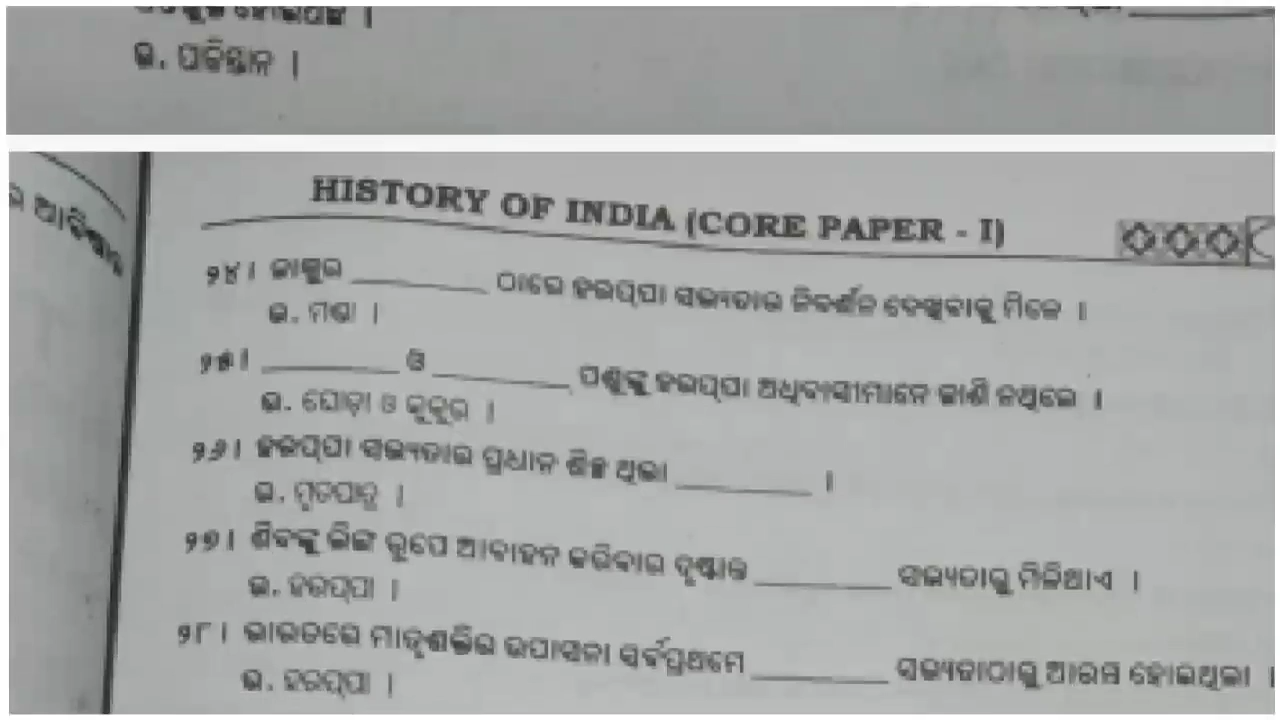 ଉ. ପାକିସ୍ତାନ ।
HISTORY OF INDIA (CORE PAPER - I)
ର ଆବିଷ୍କାର
୨୪। ଜାମ୍ମୁର ________ ଠାରେ ହରପ୍ପା ସଭ୍ୟତାର ନିଦର୍ଶନ ଦେଖିବାକୁ ମିଳେ ।
ଉ. ମଣ୍ଡା ।
୨୫। ________ ଓ ________ ପଶୁଙ୍କୁ ହରପ୍ପା ଅଧିବାସୀମାନେ ଜାଣି ନଥିଲେ ।
ଉ. ଘୋଡ଼ା ଓ କୁକୁର ।
୨୬। ହରପ୍ପା ସଭ୍ୟତାର ପ୍ରଧାନ ଶିଳ୍ପ ଥିଲା ________ ।
ଉ. ମୃତପାତ୍ର ।
୨୭। ଶିବଙ୍କୁ ଲିଙ୍ଗ ରୂପେ ଆବାହନ କରିବାର ଦୃଷ୍ଟାନ୍ତ ________ ସଭ୍ୟତାରୁ ମିଳିଥାଏ ।
ଉ. ହରପ୍ପା ।
୨୮। ଭାରତରେ ମାତୃଶକ୍ତିର ଉପାସନା ସର୍ବପ୍ରଥମେ ________ ସଭ୍ୟତାଠାରୁ ଆରମ୍ଭ ହୋଇଥିଲା ।
ଉ. ହରପ୍ପା ।